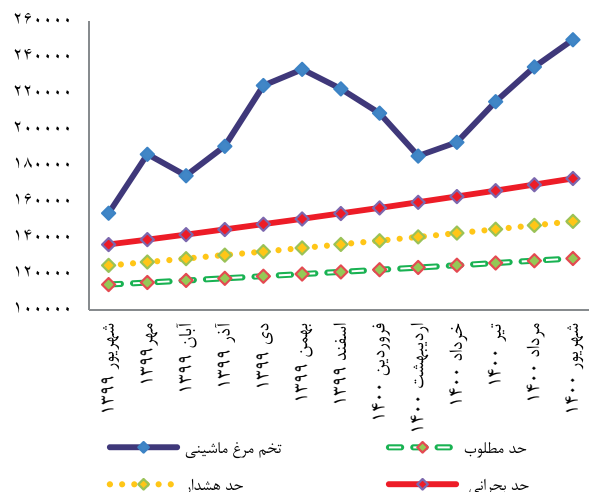 ۲۶۰۰۰۰
۲۴۰۰۰۰
۲۲۰۰۰۰
۲۰۰۰۰۰
۱۸۰۰۰۰
۱۶۰۰۰۰
۱۴۰۰۰۰
۱۲۰۰۰۰
۱۰۰۰۰۰
شهریور ۱۳۹۹
مهر ۱۳۹۹
آبان ۱۳۹۹
آذر ۱۳۹۹
دی ۱۳۹۹
بهمن ۱۳۹۹
اسفند ۱۳۹۹
فروردین ۱۴۰۰
اردیبهشت ۱۴۰۰
خرداد ۱۴۰۰
تیر ۱۴۰۰
مرداد ۱۴۰۰
شهریور ۱۴۰۰
حد مطلوب
تخم مرغ ماشینی
حد بحرانی
حد هشدار